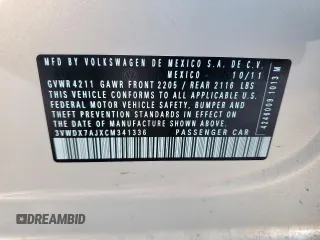 MFD BY VOLKSWAGEN DE MEXICO S.A. DE C.V.
MEXICO 10/11
GVWR 4211 GAWR FRONT 2205 / REAR 2116 LBS
THIS VEHICLE CONFORMS TO ALL APPLICABLE U.S.
FEDERAL MOTOR VEHICLE SAFETY, BUMPER AND
THEFT PREVENTION STANDARDS IN EFFECT ON THE
DATE OF MANUFACTURE SHOWN ABOVE.
3VWDX7AJXCM341336 PASSENGER CAR
4246009 1013 M
DREAMBID